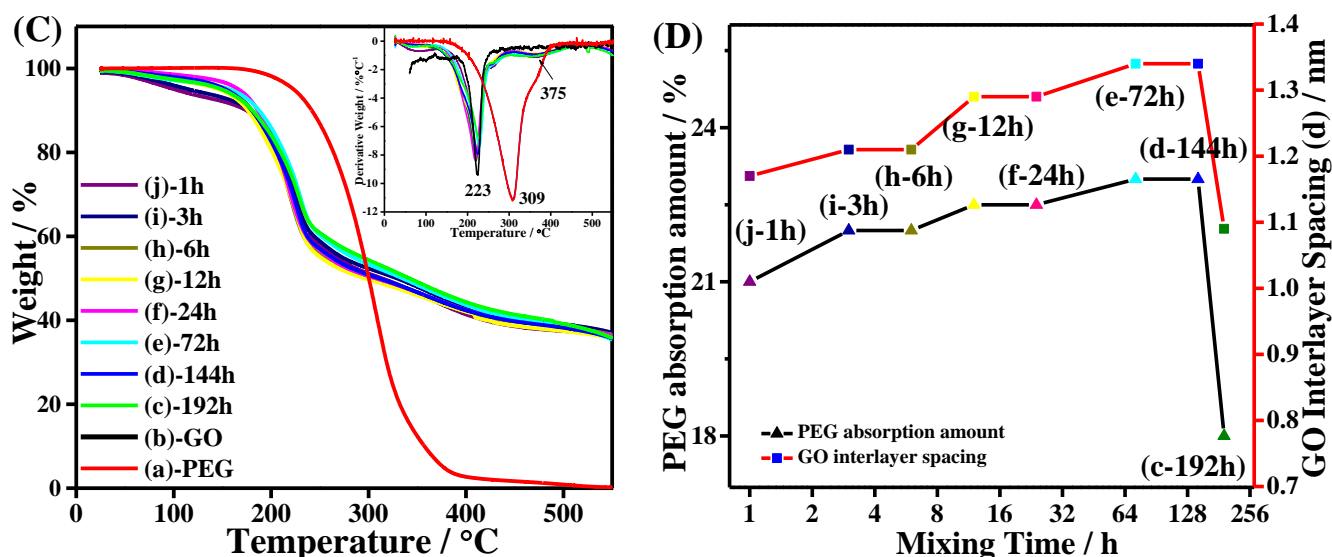 (C)
Weight / %
100
80
60
40
20
0
0
100
200
300
400
500
Temperature / °C
(j)-1h
(i)-3h
(h)-6h
(g)-12h
(f)-24h
(e)-72h
(d)-144h
(c)-192h
(b)-GO
(a)-PEG
Derivative Weight / %°C⁻¹
0
-2
-4
-6
-8
-10
-12
375
223
309
0
100
200
300
400
500
Temperature / °C
(D)
PEG absorption amount / %
24
21
18
GO Interlayer Spacing (d) / nm
1.4
1.3
1.2
1.1
1.0
0.9
0.8
0.7
(e-72h)
(g-12h)
(d-144h)
(h-6h)
(f-24h)
(i-3h)
(j-1h)
PEG absorption amount
GO interlayer spacing
(c-192h)
1
2
4
8
16
32
64
128
256
Mixing Time / h